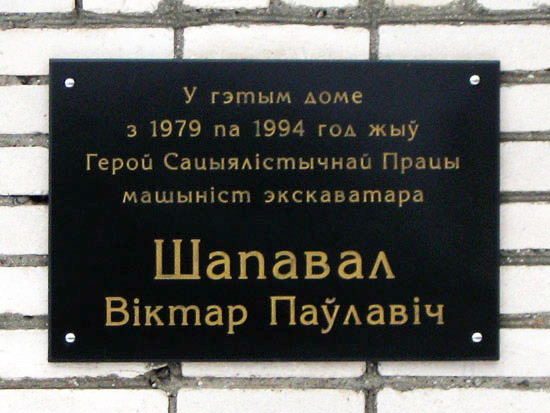 У гэтым доме
з 1979 па 1994 год жыў
Герой Сацыялістычнай Працы
машыніст экскаватара
Шапавал
Віктар Паўлавіч